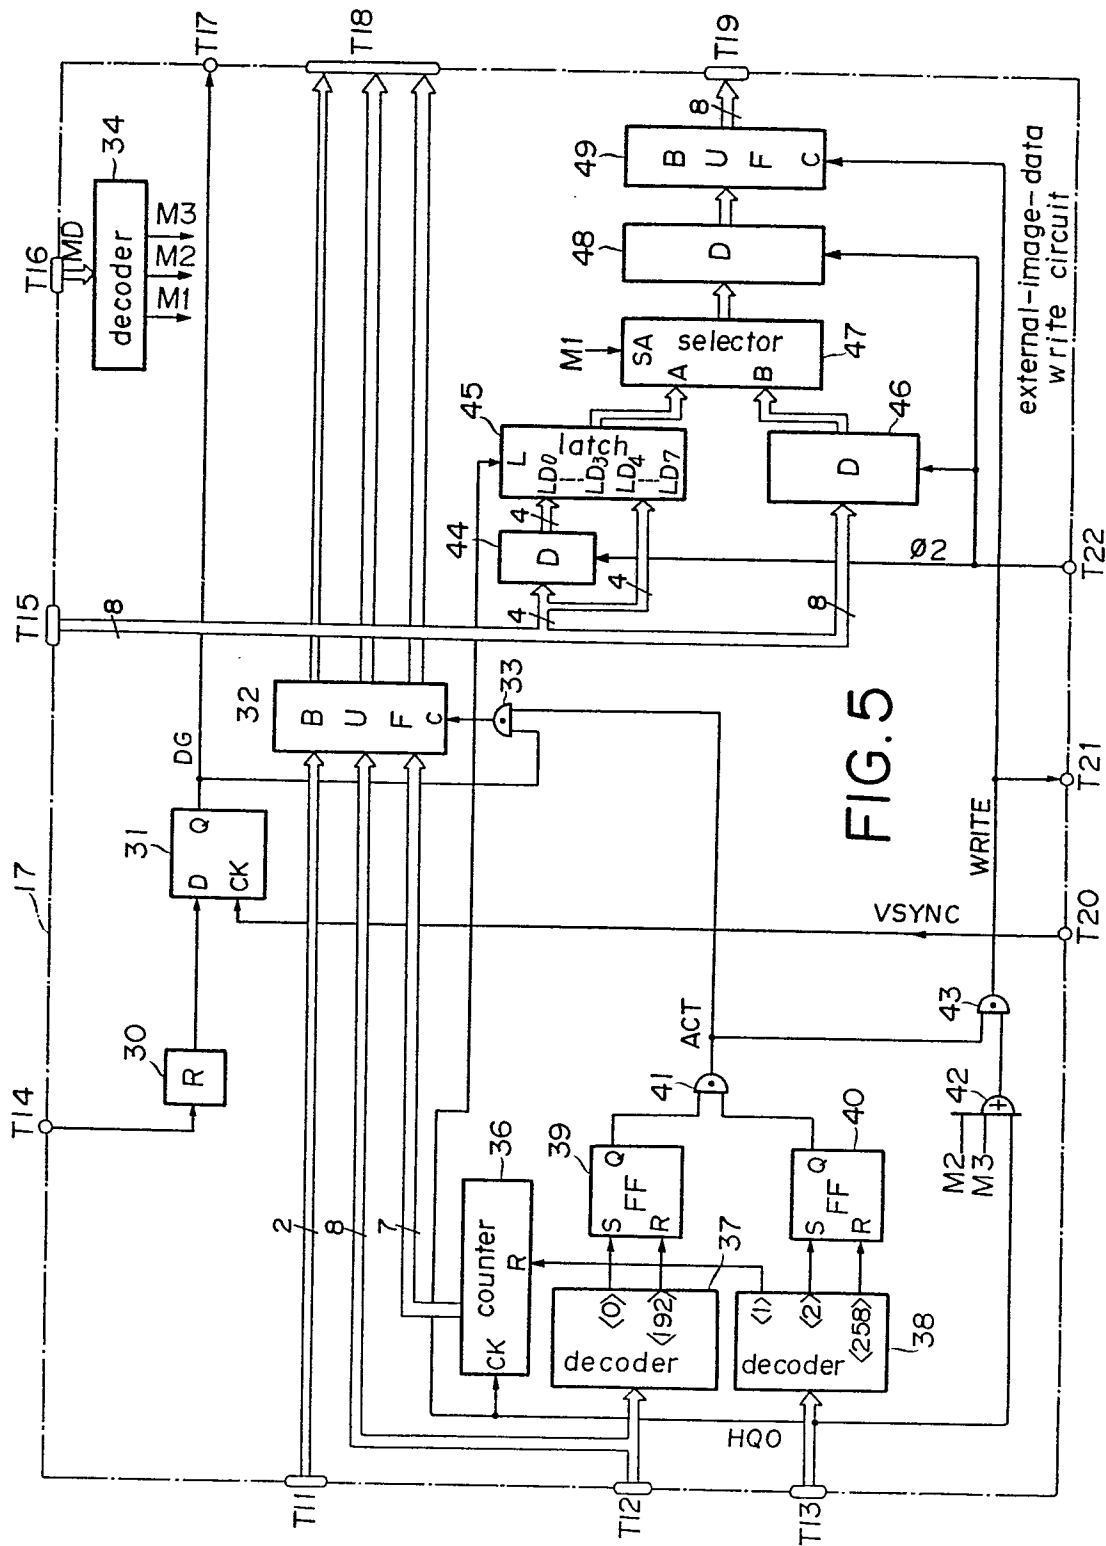 T14
17
T15
T16
MD
34
decoder
M1
M2
M3
T17
30
R
31
D
Q
CK
DG
T18
T11
2
8
7
32
B
U
F
C
33
36
counter
CK
R
39
S
FF
R
Q
41
ACT
37
decoder
<0>
<192>
T12
40
S
FF
R
Q
38
decoder
<1>
<2>
<258>
T13
HQ0
M2
M3
42
+
43
WRITE
VSYNC
T20
T21
T22
Ø2
8
4
4
8
44
D
4
45
L
latch
LD0
LD3
LD4
LD7
46
D
M1
SA
selector
A
B
47
48
D
49
B
U
F
C
8
T19
external-image-data
write circuit
FIG. 5